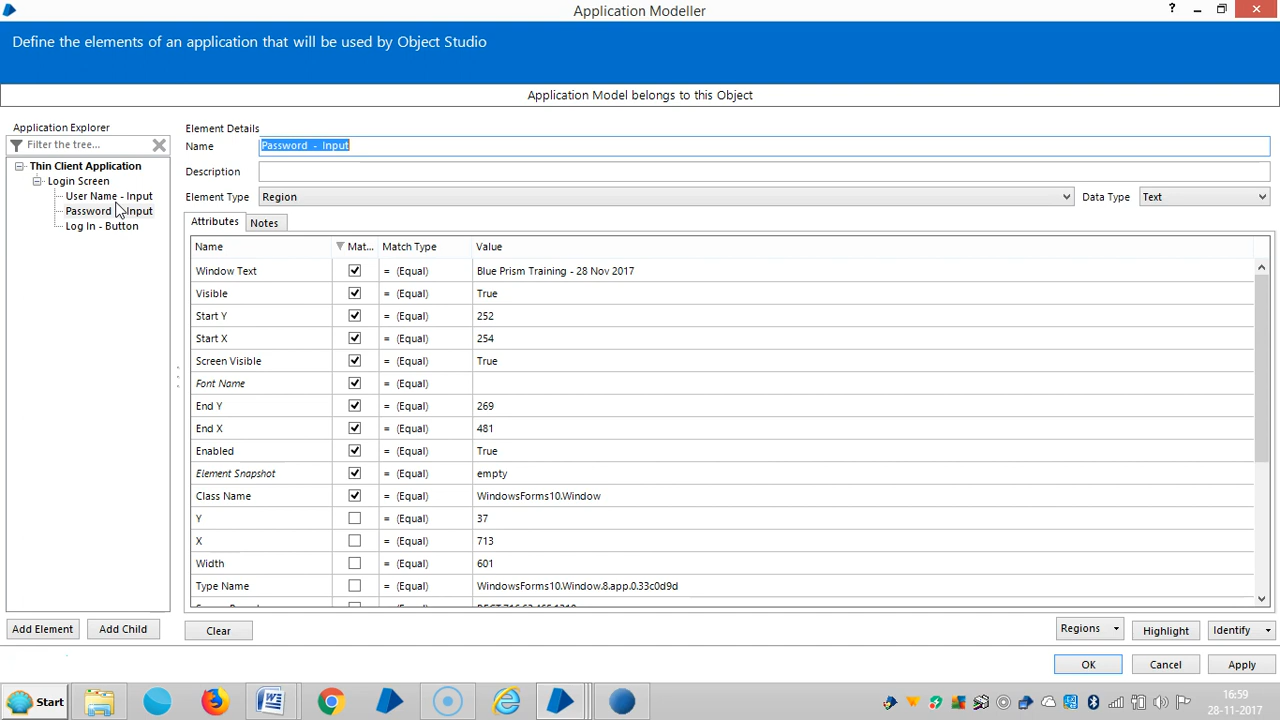 Application Modeller
?
Define the elements of an application that will be used by Object Studio
Application Model belongs to this Object
Application Explorer
Filter the tree...
Thin Client Application
Login Screen
User Name - Input
Password - Input
Log In - Button
Element Details
Name Password - Input
Description
Element Type Region Data Type Text
Attributes Notes
Name Mat... Match Type Value
Window Text = (Equal) Blue Prism Training - 28 Nov 2017
Visible = (Equal) True
Start Y = (Equal) 252
Start X = (Equal) 254
Screen Visible = (Equal) True
Font Name = (Equal)
End Y = (Equal) 269
End X = (Equal) 481
Enabled = (Equal) True
Element Snapshot = (Equal) empty
Class Name = (Equal) WindowsForms10.Window
Y = (Equal) 37
X = (Equal) 713
Width = (Equal) 601
Type Name = (Equal) WindowsForms10.Window.8.app.0.33c0d9d
Add Element Add Child Clear Regions Highlight Identify
OK Cancel Apply
Start
16:59
28-11-2017